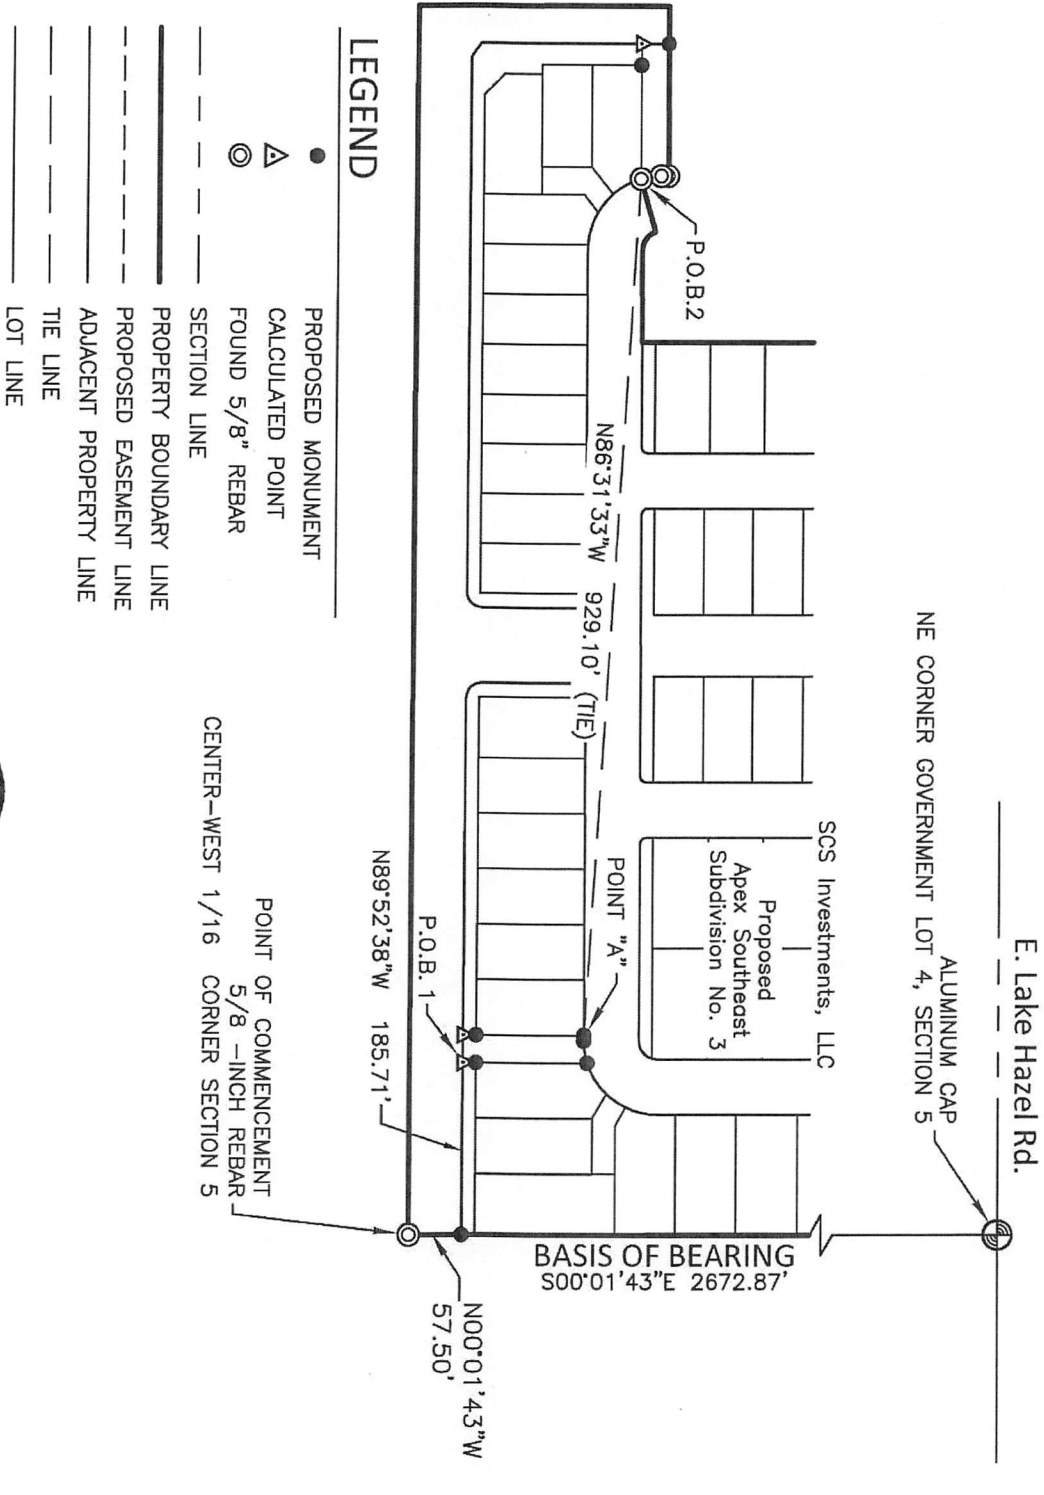 E. Lake Hazel Rd.
ALUMINUM CAP
NE CORNER GOVERNMENT LOT 4, SECTION 5
SCS Investments, LLC
Proposed
Apex Southeast
Subdivision No. 3
POINT "A"
P.O.B.2
N86°31'33"W 929.10' (TIE)
BASIS OF BEARING
S00°01'43"E 2672.87'
N00°01'43"W
57.50'
P.O.B. 1
N89°52'38"W 185.71'
POINT OF COMMENCEMENT
5/8 -INCH REBAR
CENTER-WEST 1/16 CORNER SECTION 5
LEGEND
PROPOSED MONUMENT
CALCULATED POINT
FOUND 5/8" REBAR
SECTION LINE
PROPERTY BOUNDARY LINE
PROPOSED EASEMENT LINE
ADJACENT PROPERTY LINE
TIE LINE
LOT LINE